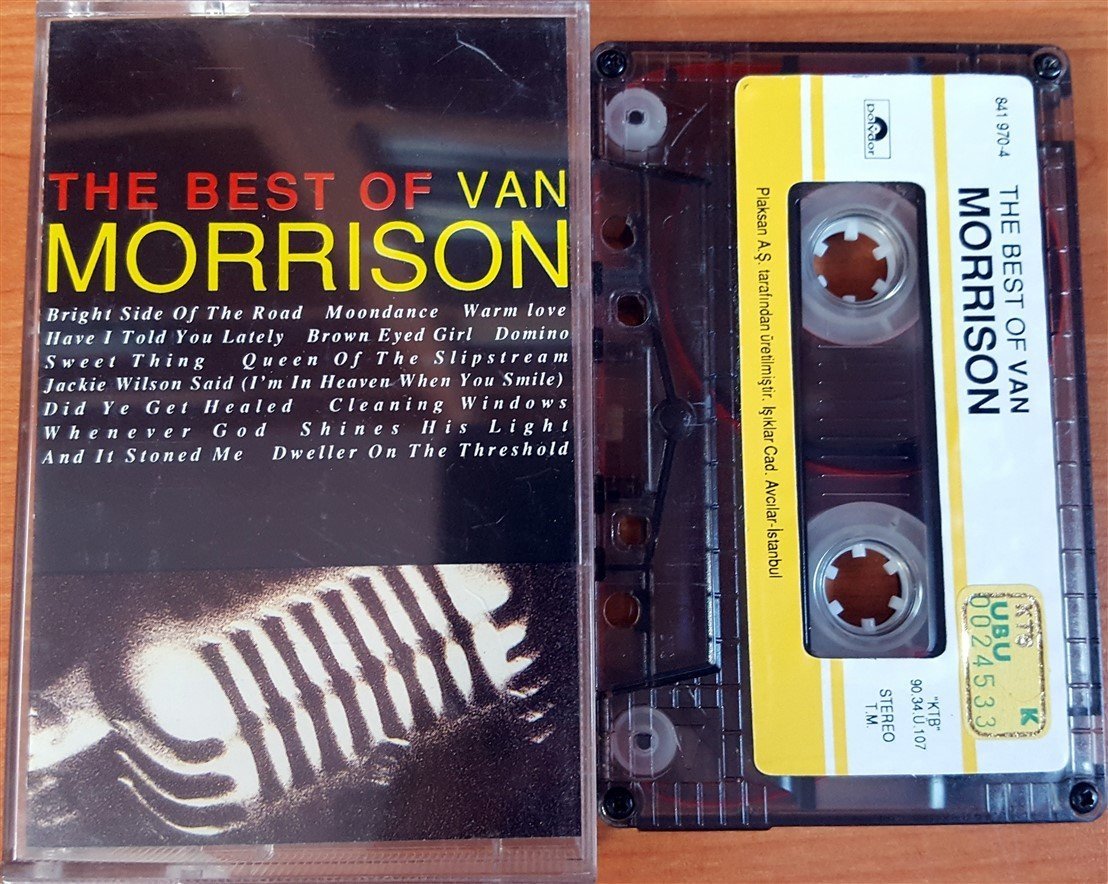 THE BEST OF VAN
MORRISON
Bright Side Of The Road Moondance Warm love
Have I Told You Lately Brown Eyed Girl Domino
Sweet Thing Queen Of The Slipstream
Jackie Wilson Said (I'm In Heaven When You Smile)
Did Ye Get Healed Cleaning Windows
Whenever God Shines His Light
And It Stoned Me Dweller On The Threshold
841 970-4
THE BEST OF VAN
MORRISON
polydor
Plaksan A.Ş. tarafından üretilmiştir. Işıklar Cad. Avcılar-İstanbul
KTB K
UBU
0024533
"KTB"
90.34.Ü.107
STEREO
T.M